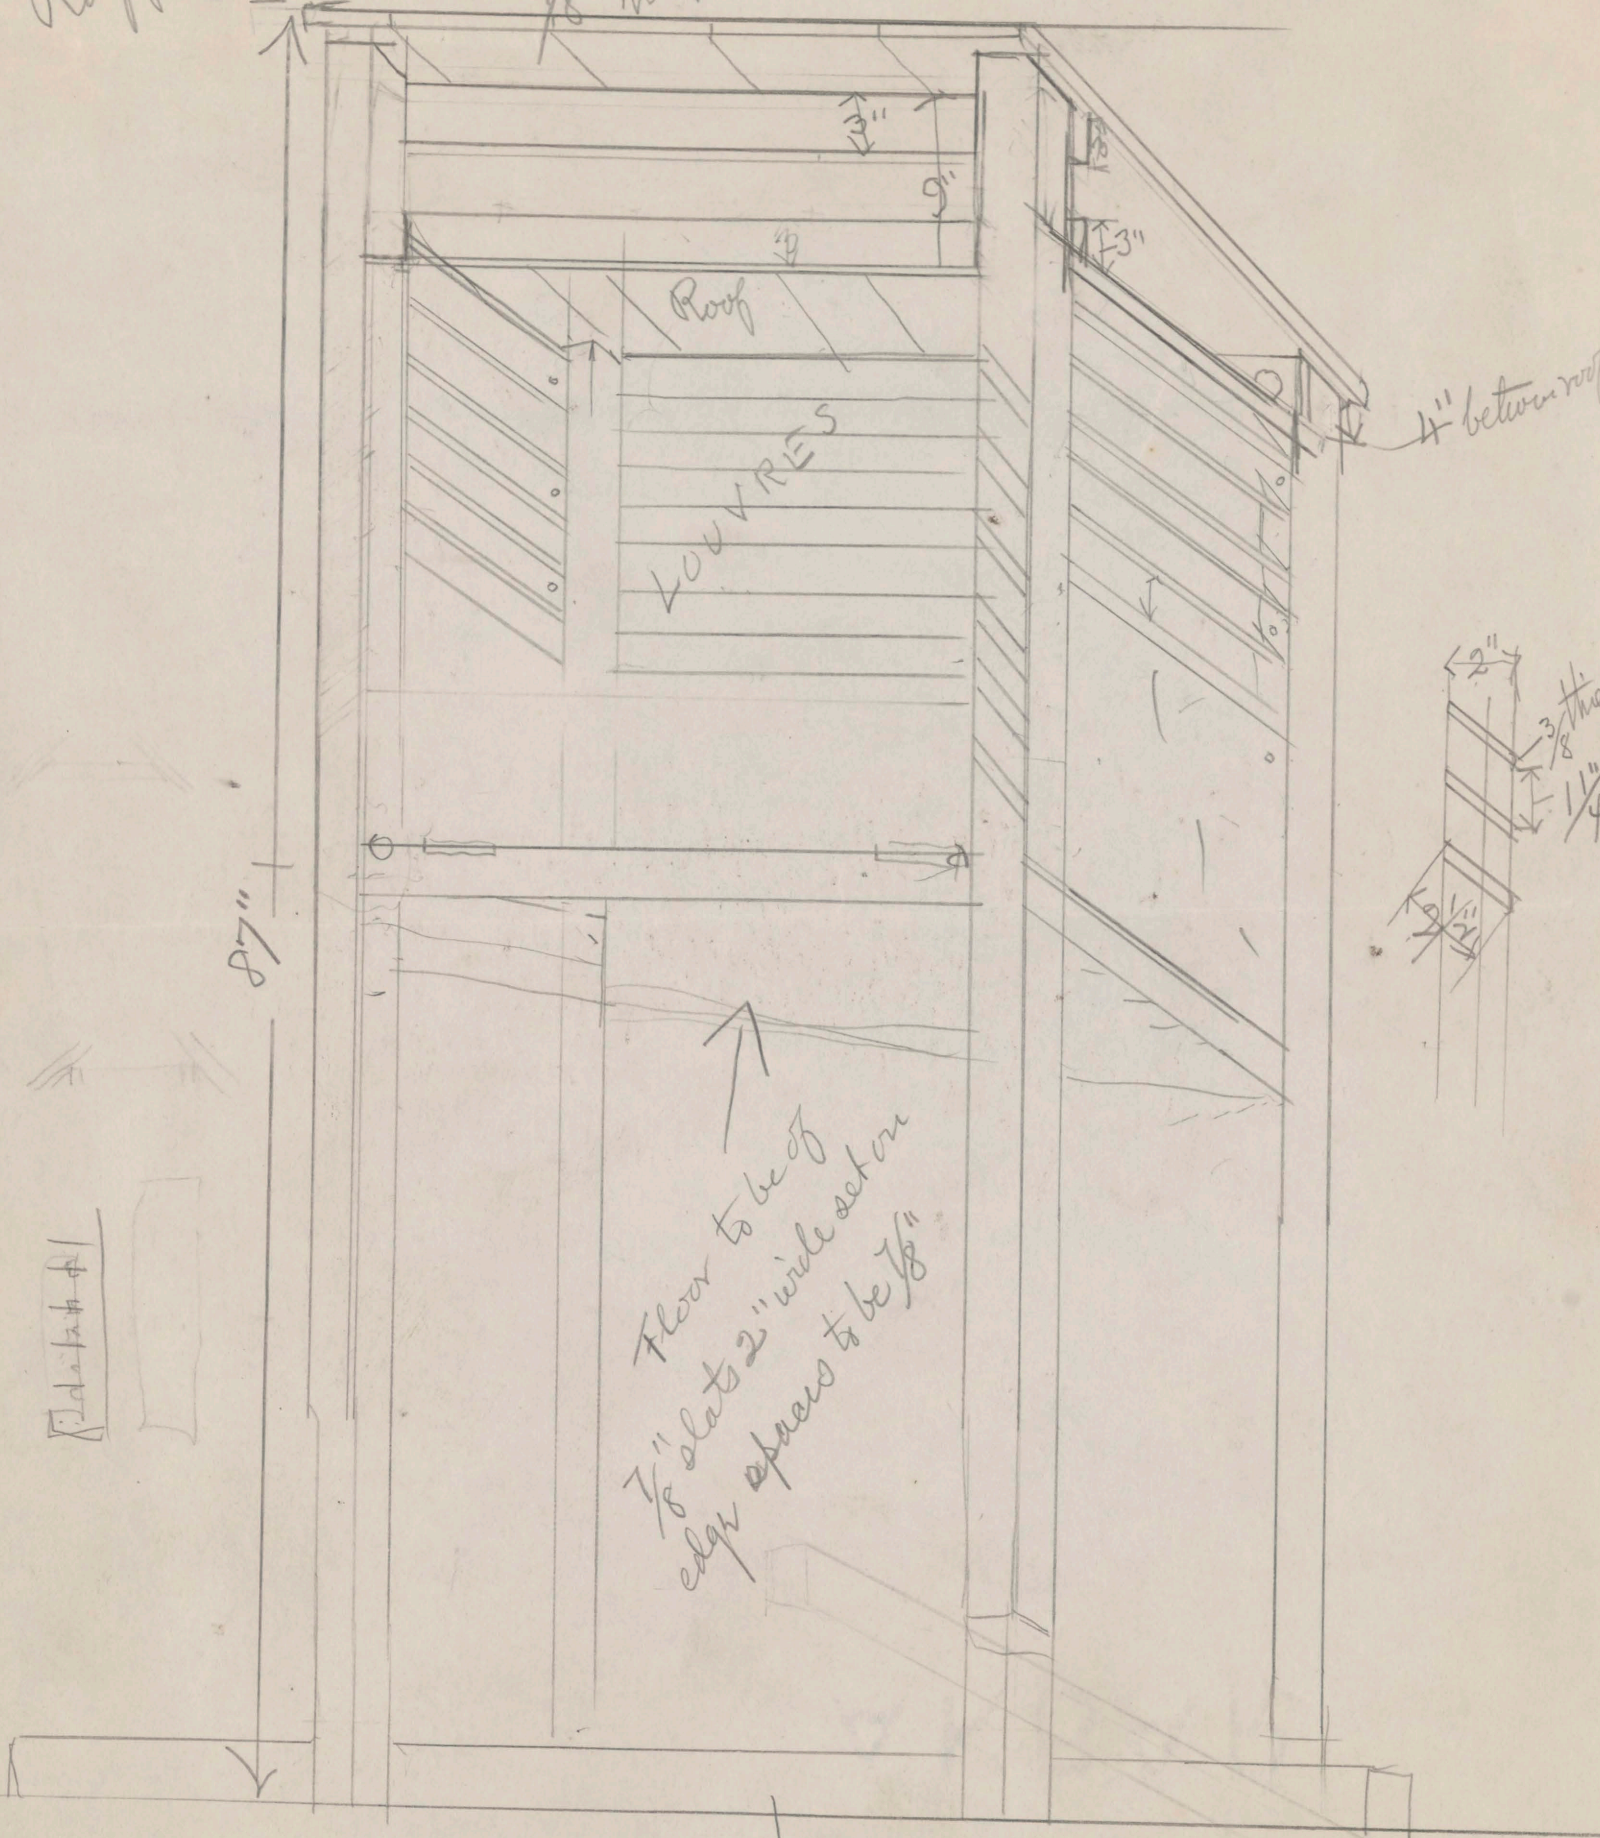 3"
9"
3"
3
Roof
4" between roof
LOUVRES
2"
3/8 thi
1 1/4"
2 1/2"
87"
Floor to be of
7/8" slats 2" wide set on
edge spaces to be 7/8"